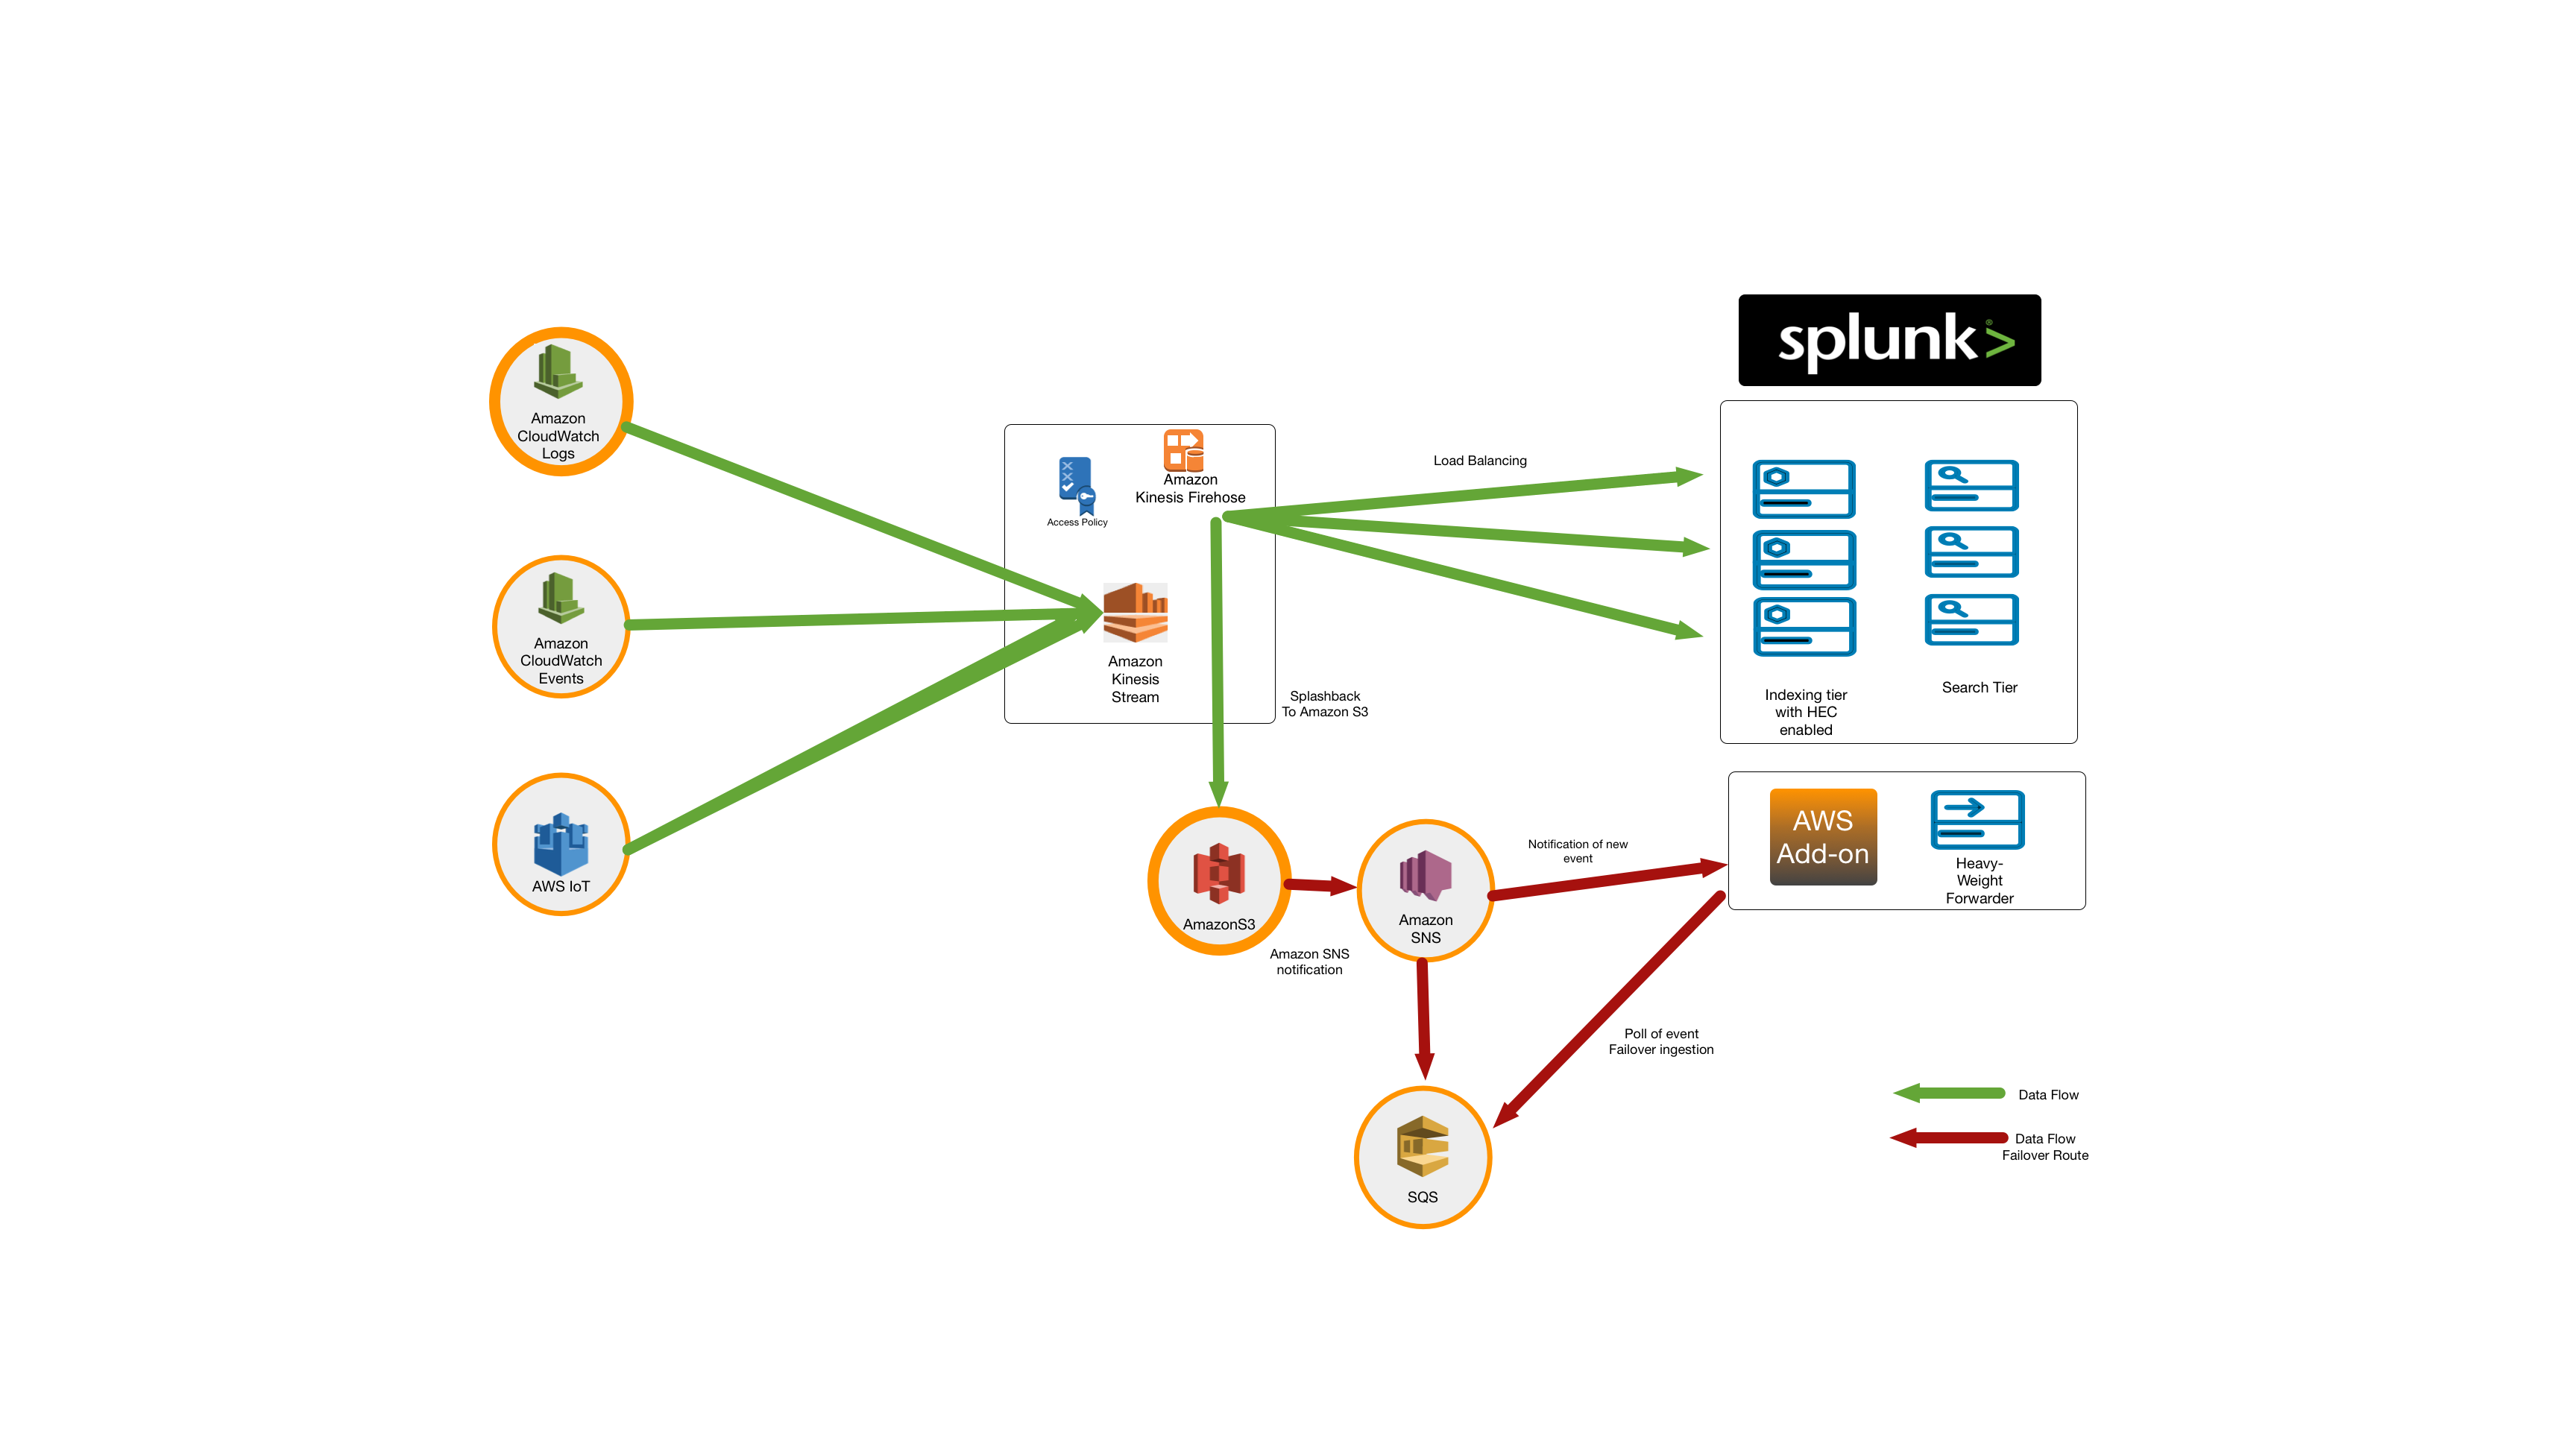 splunk>®
Amazon
CloudWatch
Logs
Amazon
Kinesis Firehose
Access Policy
Load Balancing
Amazon
CloudWatch
Events
Amazon
Kinesis
Stream
Splashback
To Amazon S3
Indexing tier
with HEC
enabled
Search Tier
AWS IoT
AmazonS3
Amazon SNS
notification
Amazon
SNS
Notification of new
event
AWS
Add-on
Heavy-
Weight
Forwarder
Poll of event
Failover ingestion
SQS
Data Flow
Data Flow
Failover Route